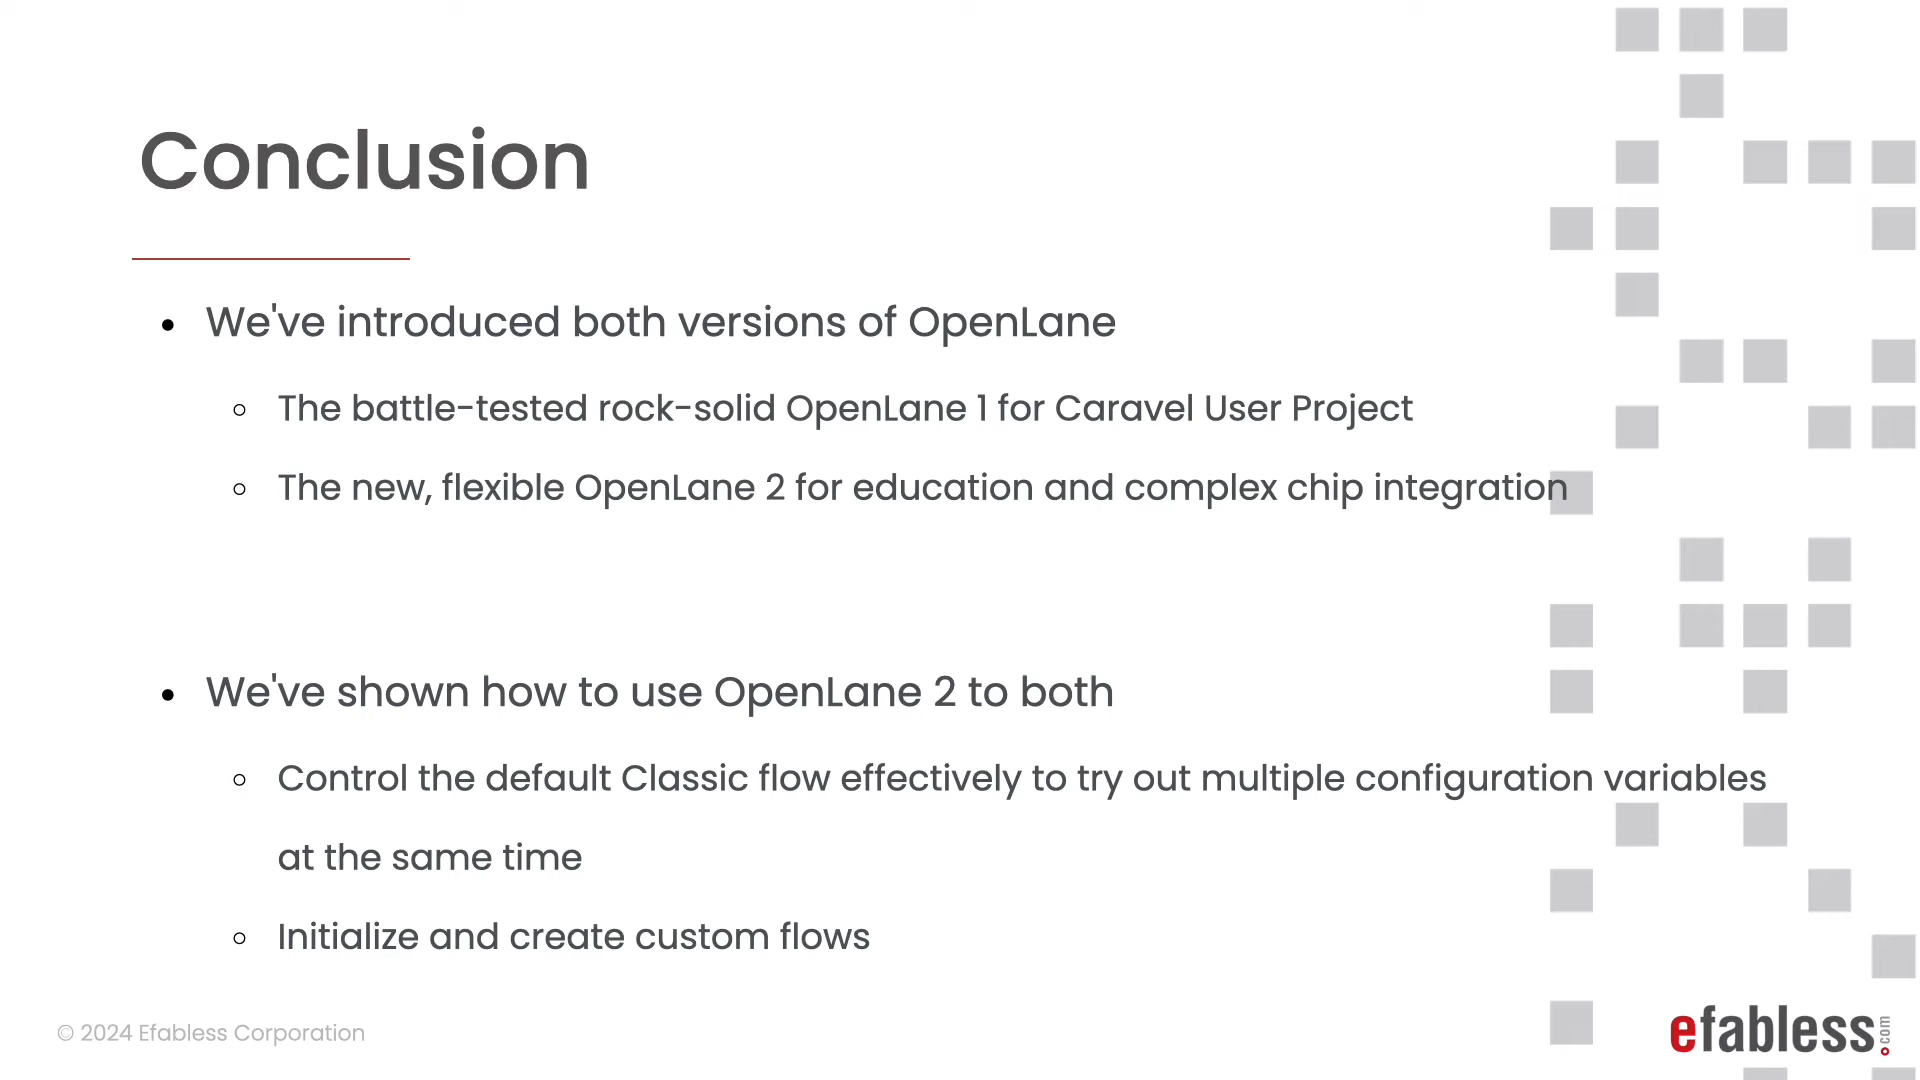 Conclusion
• We've introduced both versions of OpenLane
○ The battle-tested rock-solid OpenLane 1 for Caravel User Project
○ The new, flexible OpenLane 2 for education and complex chip integration
• We've shown how to use OpenLane 2 to both
○ Control the default Classic flow effectively to try out multiple configuration variables
at the same time
○ Initialize and create custom flows
© 2024 Efabless Corporation
efabless.com